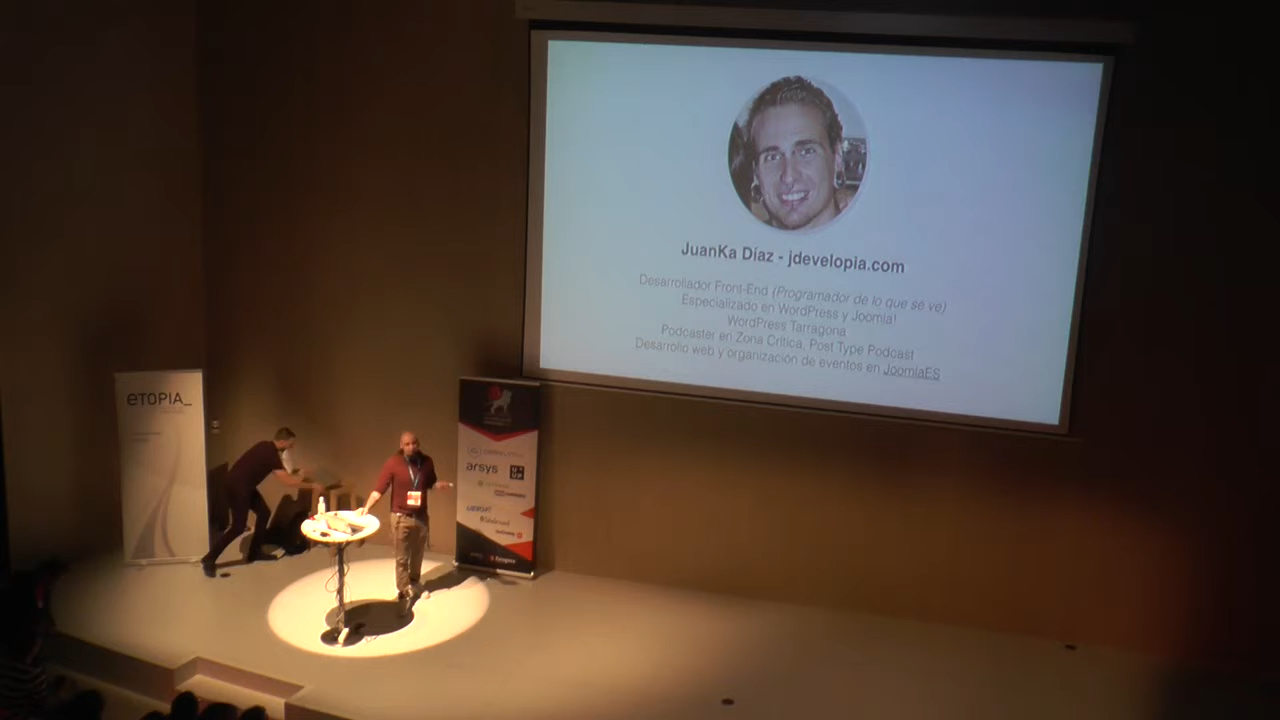 JuanKa Díaz - jdevelopia.com
Desarrollador Front-End (Programador de lo que se ve)
Especializado en WordPress y Joomla!
WordPress Tarragona
Podcaster en Zona Crítica, Post Type Podcast
Desarrollo web y organización de eventos en JoomlaES
eTOPIA_
arsys